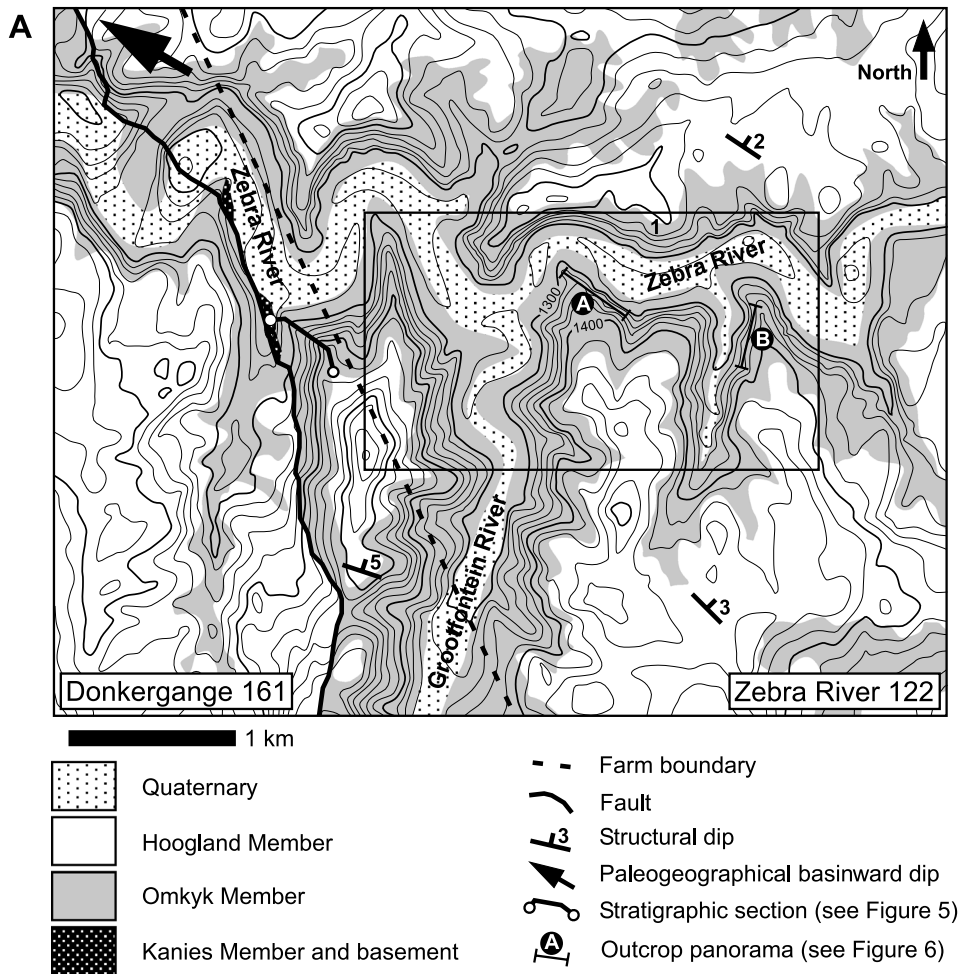 A
North
2
Zebra River
1
Zebra River
1300
A
1400
B
5
3
Grootfontein River
Donkergange 161
Zebra River 122
1 km
Quaternary
Hoogland Member
Omkyk Member
Kanies Member and basement
Farm boundary
Fault
3 Structural dip
Paleogeographical basinward dip
Stratigraphic section (see Figure 5)
A Outcrop panorama (see Figure 6)